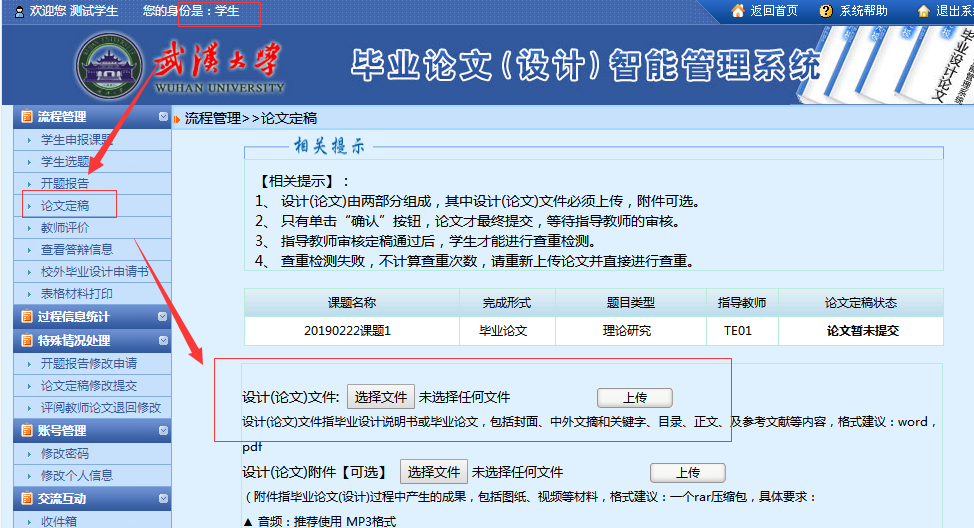 欢迎您 测试学生 您的身份是：学生 返回首页 系统帮助 退出系
武汉大学
WUHAN UNIVERSITY
毕业论文(设计)智能管理系统
毕业设计论文
流程管理
学生申报课题
学生选题
开题报告
论文定稿
教师评价
查看答辩信息
校外毕业设计申请书
表格材料打印
过程信息统计
特殊情况处理
开题报告修改申请
论文定稿修改提交
评阅教师论文退回修改
账号管理
修改密码
修改个人信息
交流互动
收件箱
流程管理>>论文定稿
相关提示
【相关提示】：
1、 设计(论文)由两部分组成，其中设计(论文)文件必须上传，附件可选。
2、 只有单击“确认”按钮，论文才最终提交，等待指导教师的审核。
3、 指导教师审核定稿通过后，学生才能进行查重检测。
4、 查重检测失败，不计算查重次数，请重新上传论文并直接进行查重。
课题名称 完成形式 题目类型 指导教师 论文定稿状态
20190222课题1 毕业论文 理论研究 TE01 论文暂未提交
设计(论文)文件: 选择文件 未选择任何文件 上传
设计(论文)文件指毕业设计说明书或毕业论文，包括封面、中外文摘和关键字、目录、正文、及参考文献等内容，格式建议：word，
pdf
设计(论文)附件【可选】 选择文件 未选择任何文件 上传
（附件指毕业论文(设计)过程中产生的成果，包括图纸、视频等材料，格式建议：一个rar压缩包，具体要求：
▲ 音频：推荐使用 MP3格式